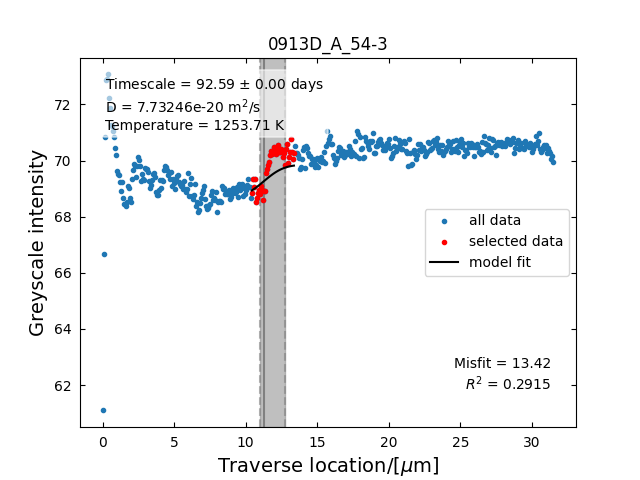 0913D_A_54-3
Timescale = 92.59 ± 0.00 days
D = 7.73246e-20 m²/s
Temperature = 1253.71 K
72
70
68
66
64
62
Greyscale intensity
all data
selected data
model fit
Misfit = 13.42
R² = 0.2915
0 5 10 15 20 25 30
Traverse location/[μm]